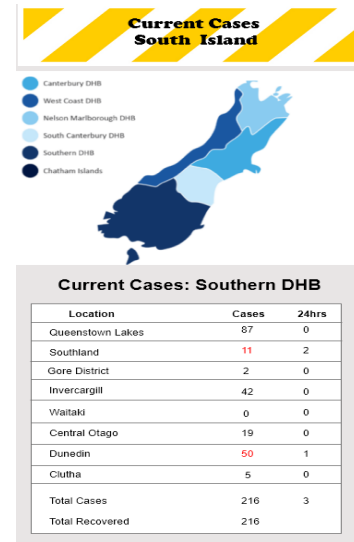 Current Cases
South Island
Canterbury DHB
West Coast DHB
Nelson Marlborough DHB
South Canterbury DHB
Southern DHB
Chatham Islands
Current Cases: Southern DHB
Location Cases 24hrs
Queenstown Lakes 87 0
Southland 11 2
Gore District 2 0
Invercargill 42 0
Waitaki 0 0
Central Otago 19 0
Dunedin 50 1
Clutha 5 0
Total Cases 216 3
Total Recovered 216